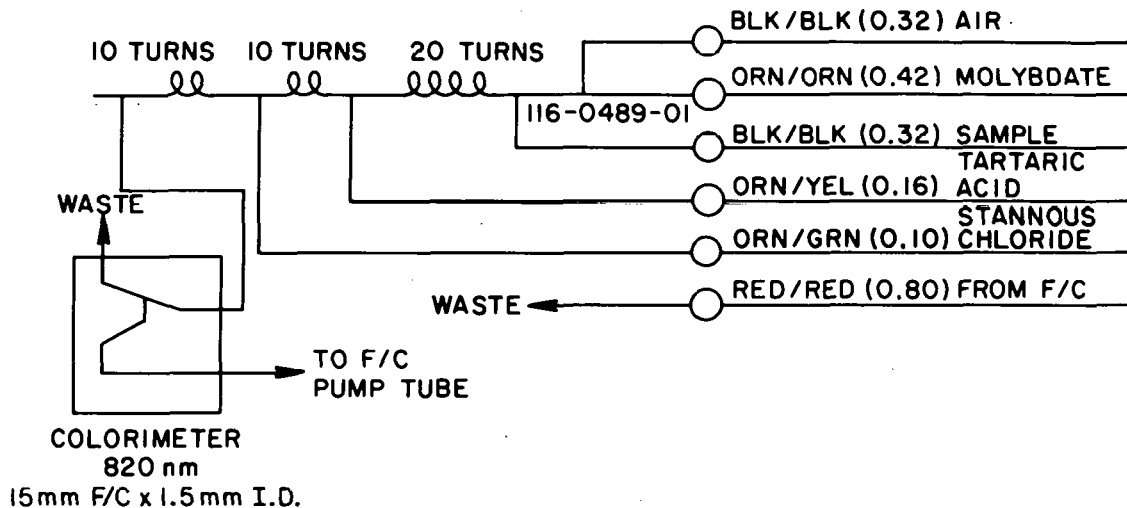 BLK/BLK (0.32) AIR
10 TURNS
10 TURNS
20 TURNS
ORN/ORN (0.42) MOLYBDATE
116-0489-01
BLK/BLK (0.32) SAMPLE
TARTARIC
ORN/YEL (0.16) ACID
STANNOUS
ORN/GRN (0.10) CHLORIDE
RED/RED (0.80) FROM F/C
WASTE
WASTE
TO F/C
PUMP TUBE
COLORIMETER
820 nm
15mm F/C x 1.5mm I.D.